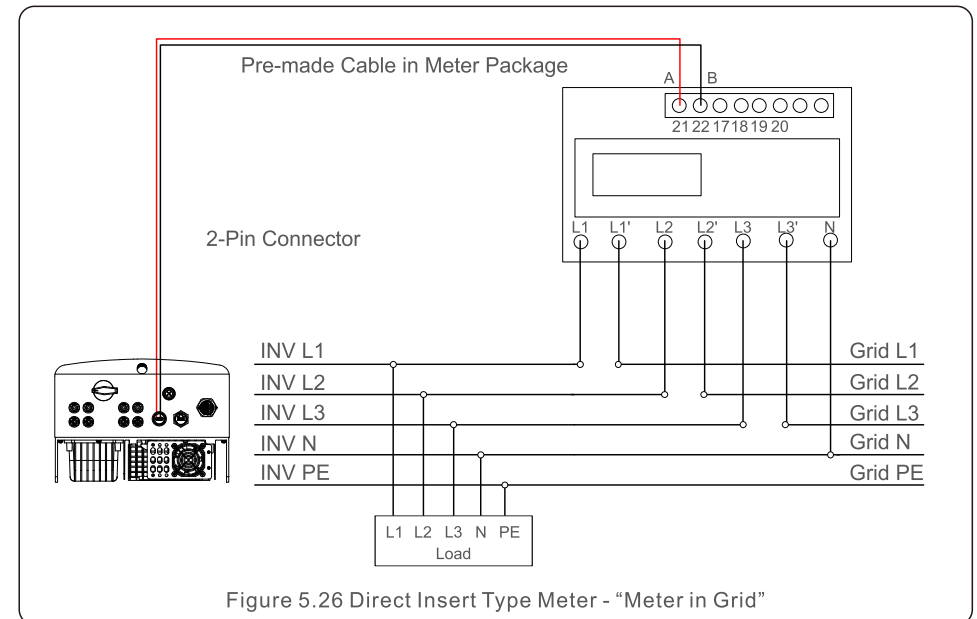 Pre-made Cable in Meter Package
A B
21 22 17 18 19 20
L1 L1' L2 L2' L3 L3' N
2-Pin Connector
INV L1 Grid L1
INV L2 Grid L2
INV L3 Grid L3
INV N Grid N
INV PE Grid PE
L1 L2 L3 N PE
Load
Figure 5.26 Direct Insert Type Meter - “Meter in Grid”